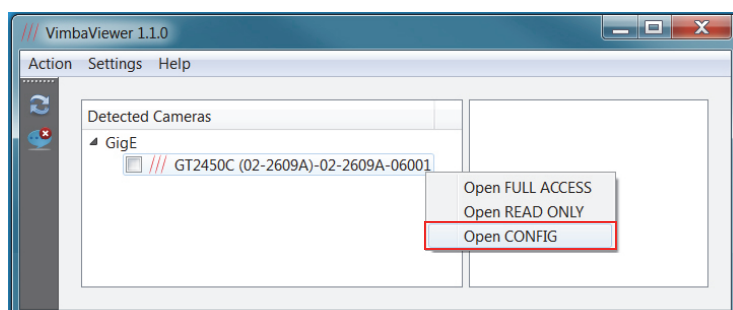 VimbaViewer 1.1.0
Action Settings Help
Detected Cameras
GigE
GT2450C (02-2609A)-02-2609A-06001
Open FULL ACCESS
Open READ ONLY
Open CONFIG